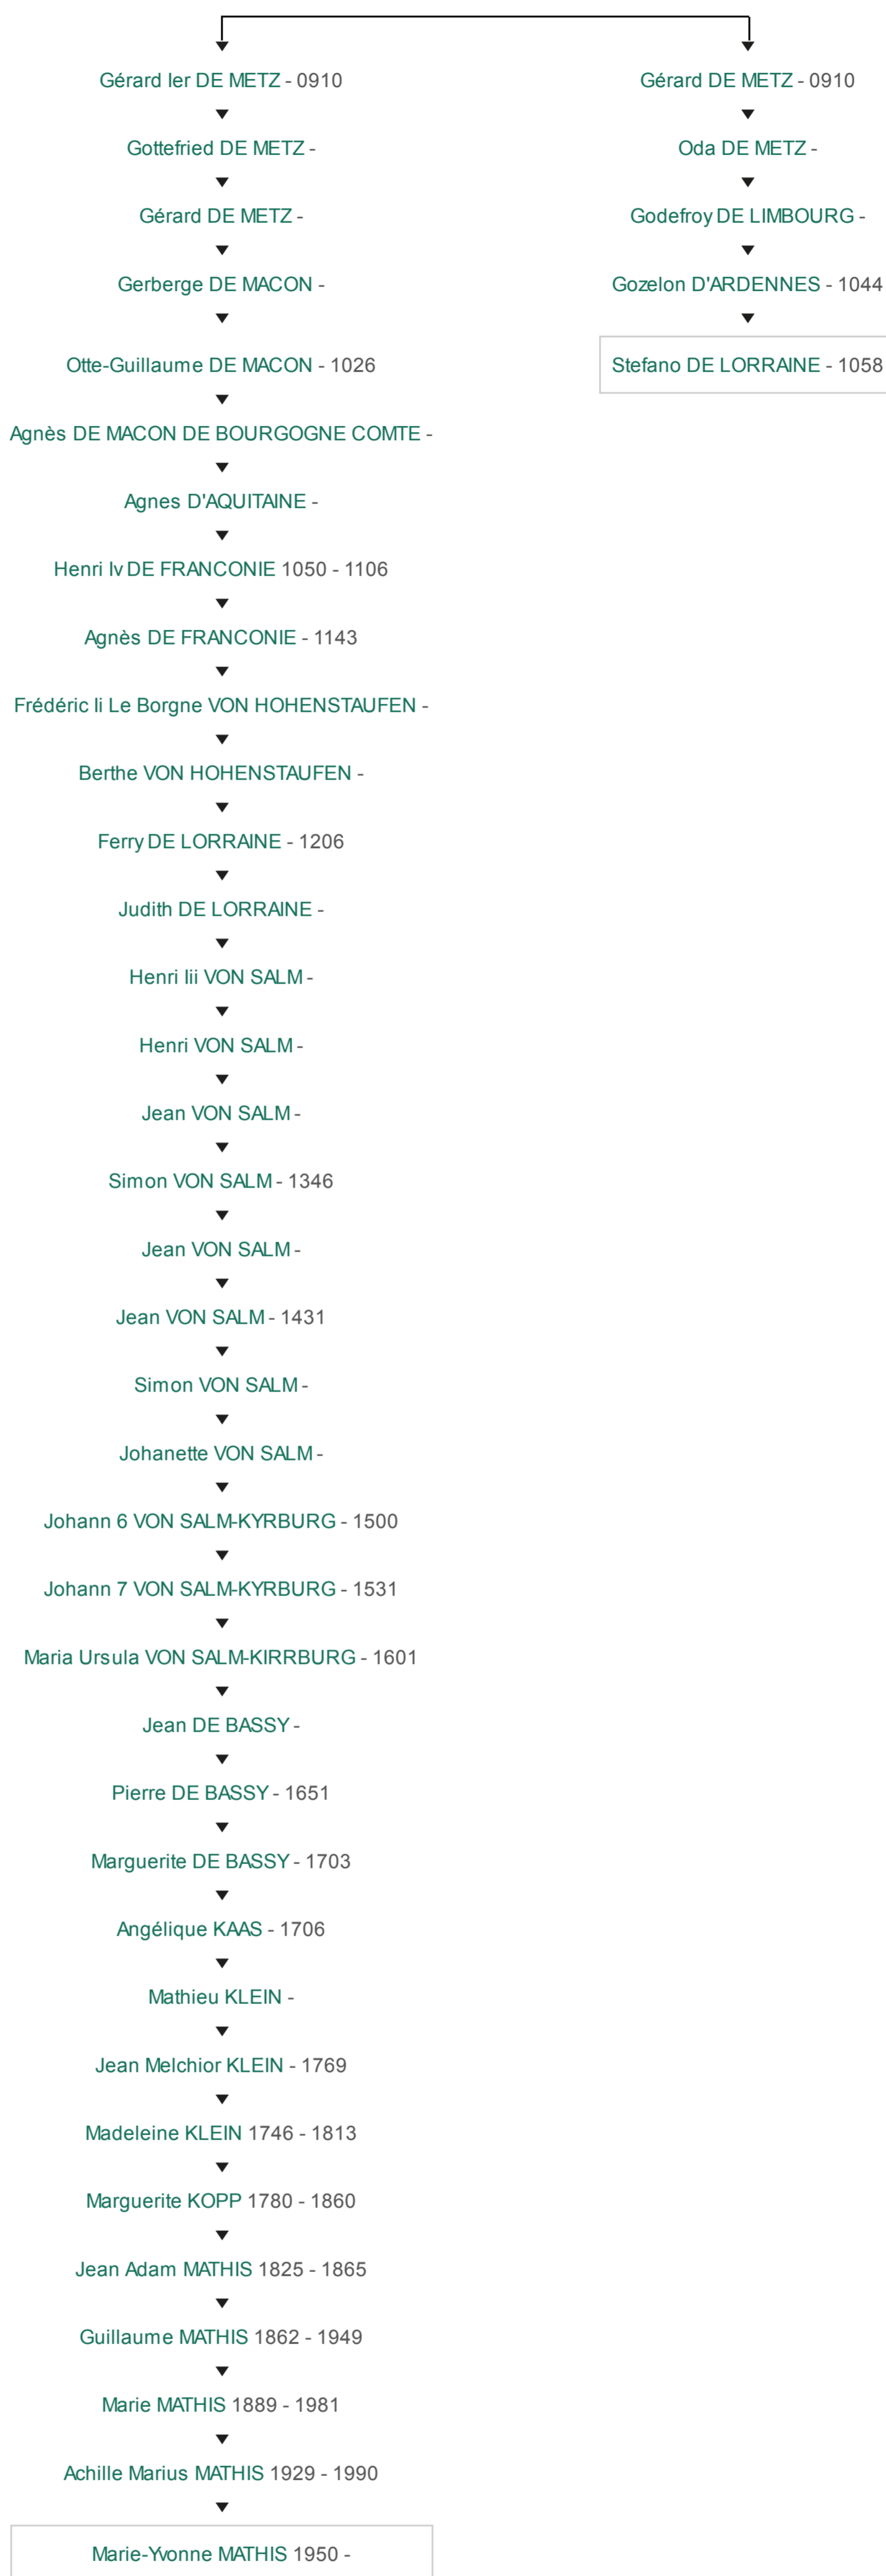 Gérard Ier DE METZ - 0910
Gérard DE METZ - 0910
Gottefried DE METZ -
Oda DE METZ -
Gérard DE METZ -
Godefroy DE LIMBOURG -
Gerberge DE MACON -
Gozelon D'ARDENNES - 1044
Otte-Guillaume DE MACON - 1026
Stefano DE LORRAINE - 1058
Agnès DE MACON DE BOURGOGNE COMTE -
Agnes D'AQUITAINE -
Henri Iv DE FRANCONIE 1050 - 1106
Agnès DE FRANCONIE - 1143
Frédéric Ii Le Borgne VON HOHENSTAUFEN -
Berthe VON HOHENSTAUFEN -
Ferry DE LORRAINE - 1206
Judith DE LORRAINE -
Henri Iii VON SALM -
Henri VON SALM -
Jean VON SALM -
Simon VON SALM - 1346
Jean VON SALM -
Jean VON SALM - 1431
Simon VON SALM -
Johanette VON SALM -
Johann 6 VON SALM-KYRBURG - 1500
Johann 7 VON SALM-KYRBURG - 1531
Maria Ursula VON SALM-KIRRBURG - 1601
Jean DE BASSY -
Pierre DE BASSY - 1651
Marguerite DE BASSY - 1703
Angélique KAAS - 1706
Mathieu KLEIN -
Jean Melchior KLEIN - 1769
Madeleine KLEIN 1746 - 1813
Marguerite KOPP 1780 - 1860
Jean Adam MATHIS 1825 - 1865
Guillaume MATHIS 1862 - 1949
Marie MATHIS 1889 - 1981
Achille Marius MATHIS 1929 - 1990
Marie-Yvonne MATHIS 1950 -